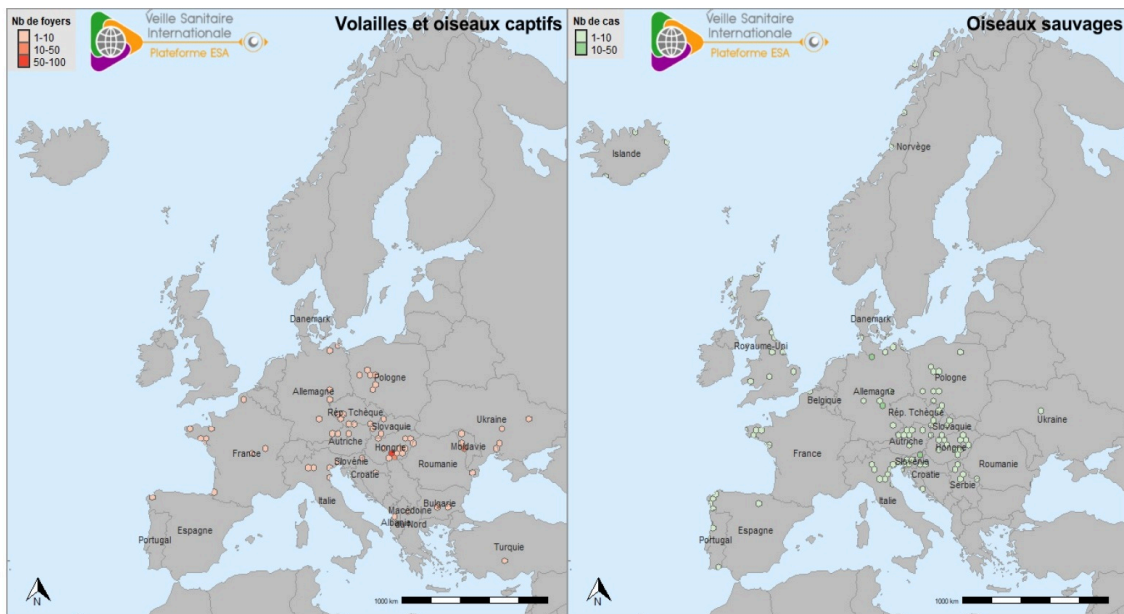 Nb de foyers
1-10
10-50
50-100
Veille Sanitaire
Internationale
Plateforme ESA
Volailles et oiseaux captifs
Danemark
Pologne
Allemagne
Rép. Tchèque
Ukraine
Slovaquie
Autriche
Hongrie
Moldavie
France
Slovénie
Roumanie
Croatie
Italie
Bulgarie
Macédoine
du Nord
Albanie
Espagne
Portugal
Turquie
N
1000 km
Nb de cas
1-10
10-50
Veille Sanitaire
Internationale
Plateforme ESA
Oiseaux sauvages
Islande
Norvège
Danemark
Royaume-Uni
Pologne
Belgique
Allemagne
Rép. Tchèque
Ukraine
Slovaquie
Autriche
Hongrie
France
Slovénie
Roumanie
Croatie
Serbie
Italie
Espagne
Portugal
N
1000 km